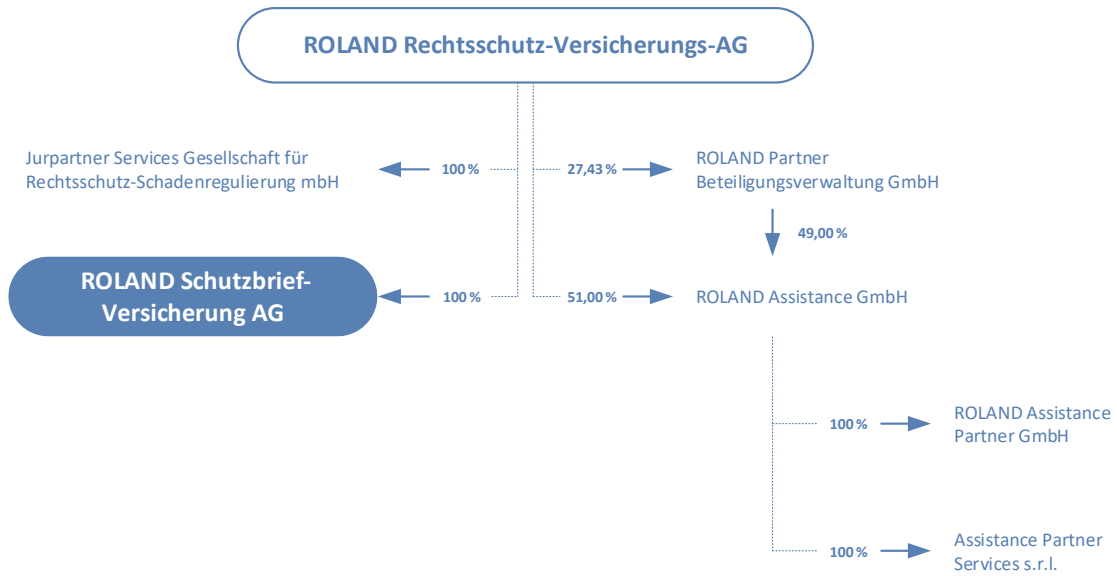 ROLAND Rechtsschutz-Versicherungs-AG
Jurpartner Services Gesellschaft für
Rechtsschutz-Schadenregulierung mbH
100 %
27,43 %
ROLAND Partner
Beteiligungsverwaltung GmbH
49,00 %
ROLAND Schutzbrief-
Versicherung AG
100 %
51,00 %
ROLAND Assistance GmbH
100 %
ROLAND Assistance
Partner GmbH
100 %
Assistance Partner
Services s.r.l.